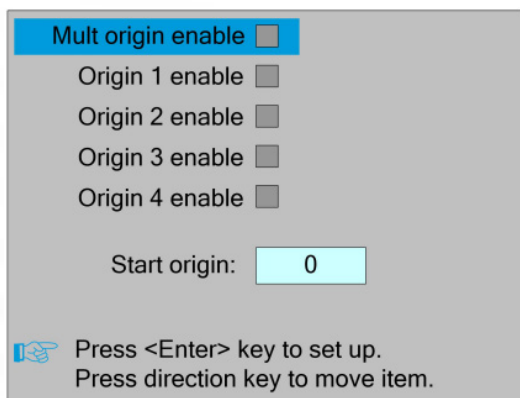 Mult origin enable
Origin 1 enable
Origin 2 enable
Origin 3 enable
Origin 4 enable
Start origin: 0
Press <Enter> key to set up.
Press direction key to move item.